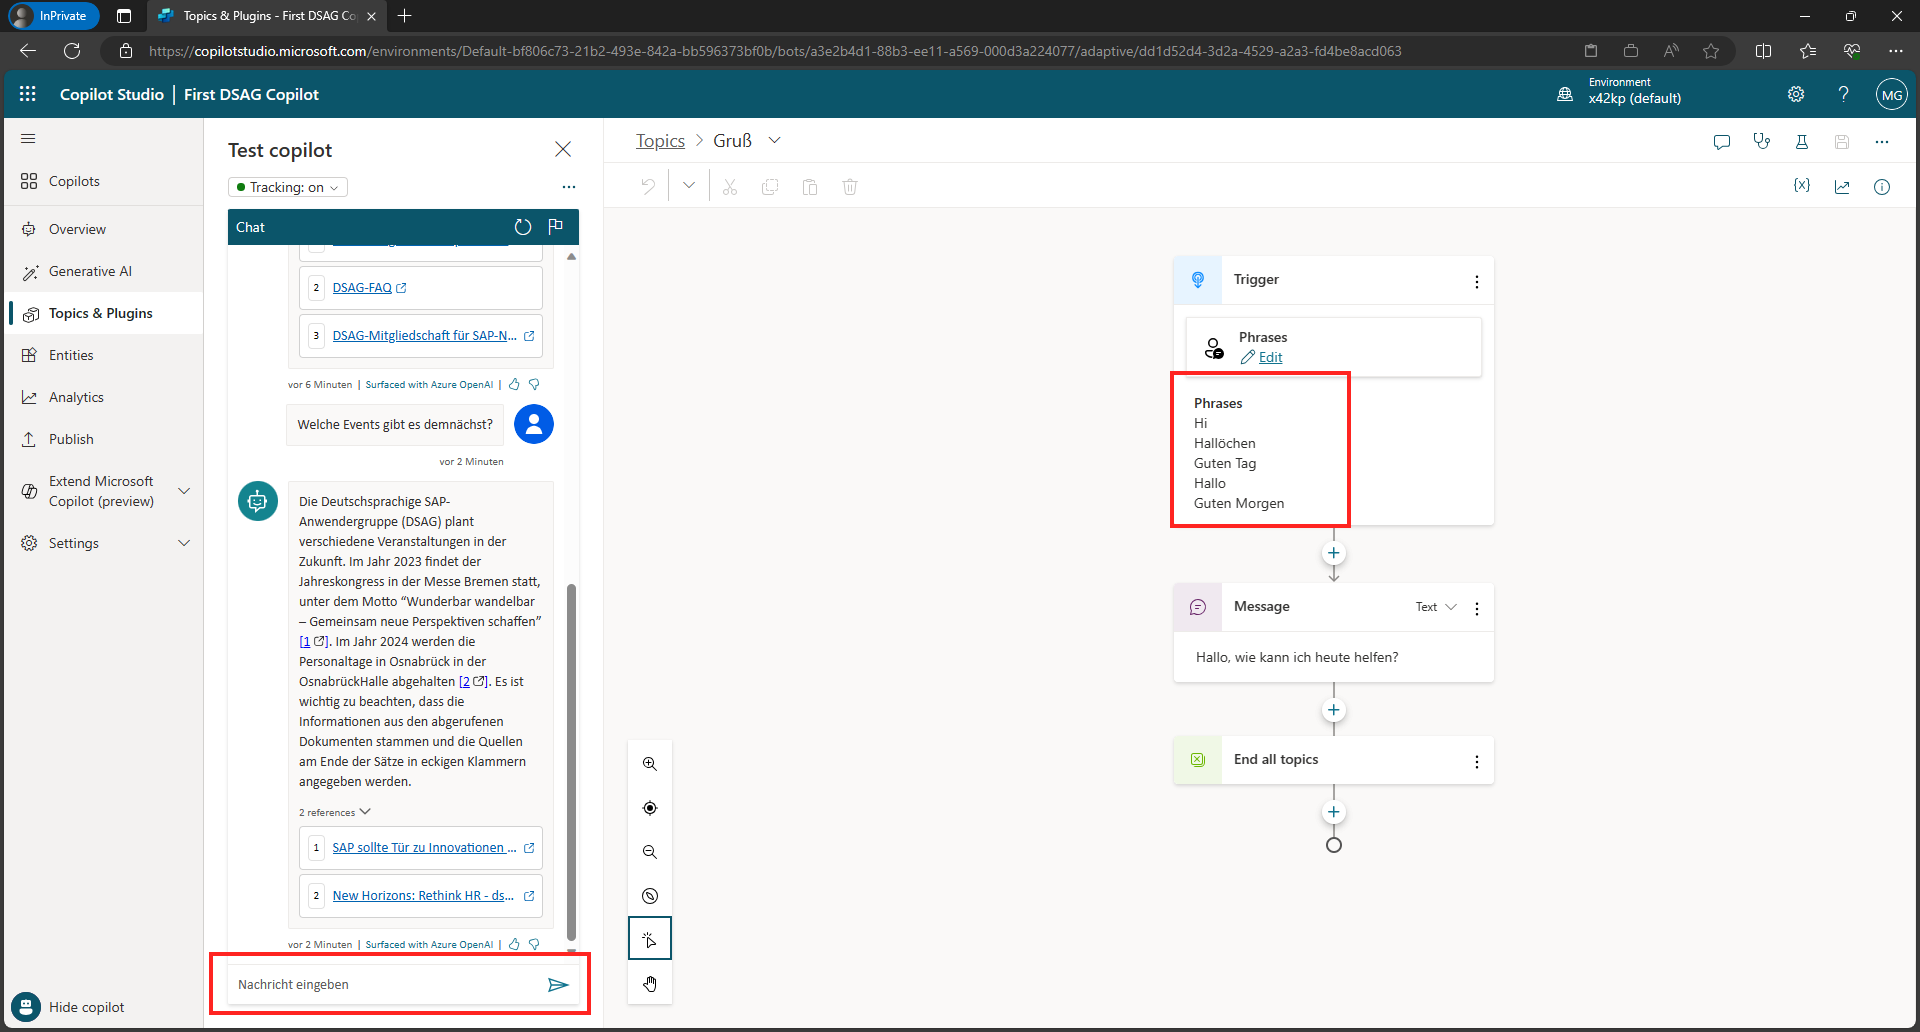 InPrivate
Topics & Plugins - First DSAG Co
https://copilotstudio.microsoft.com/environments/Default-bf806c73-21b2-493e-842a-bb596373bf0b/bots/a3e2b4d1-88b3-ee11-a569-000d3a224077/adaptive/dd1d52d4-3d2a-4529-a2a3-fd4be8acd063
Copilot Studio | First DSAG Copilot
Environment
x42kp (default)
?
MG
Copilots
Overview
Generative AI
Topics & Plugins
Entities
Analytics
Publish
Extend Microsoft
Copilot (preview)
Settings
Hide copilot
Test copilot
Tracking: on
Chat
2 DSAG-FAQ
3 DSAG-Mitgliedschaft für SAP-N...
vor 6 Minuten | Surfaced with Azure OpenAI |
Welche Events gibt es demnächst?
vor 2 Minuten
Die Deutschsprachige SAP-
Anwendergruppe (DSAG) plant
verschiedene Veranstaltungen in der
Zukunft. Im Jahr 2023 findet der
Jahreskongress in der Messe Bremen statt,
unter dem Motto “Wunderbar wandelbar
– Gemeinsam neue Perspektiven schaffen”
[1]. Im Jahr 2024 werden die
Personaltage in Osnabrück in der
OsnabrückHalle abgehalten [2]. Es ist
wichtig zu beachten, dass die
Informationen aus den abgerufenen
Dokumenten stammen und die Quellen
am Ende der Sätze in eckigen Klammern
angegeben werden.
2 references
1 SAP sollte Tür zu Innovationen ...
2 New Horizons: Rethink HR - ds...
vor 2 Minuten | Surfaced with Azure OpenAI |
Nachricht eingeben
Topics > Gruß
{x}
Trigger
Phrases
Edit
Phrases
Hi
Hallöchen
Guten Tag
Hallo
Guten Morgen
Message
Text
Hallo, wie kann ich heute helfen?
End all topics